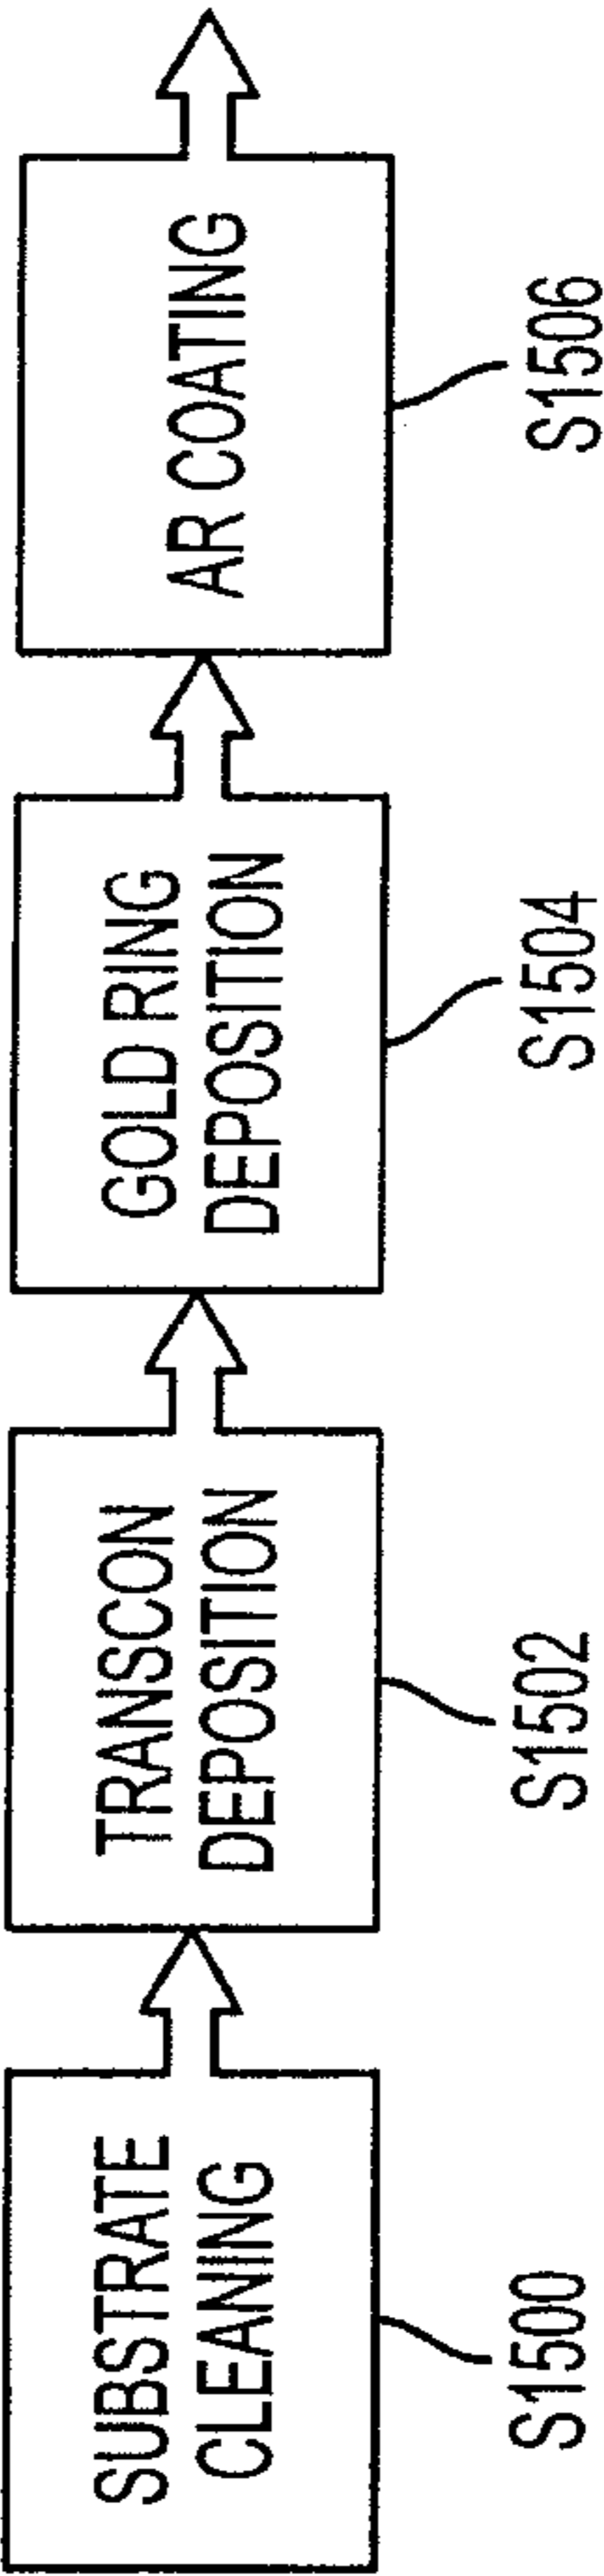 SUBSTRATE
CLEANING
S1500
TRANSCON
DEPOSITION
S1502
GOLD RING
DEPOSITION
S1504
AR COATING
S1506